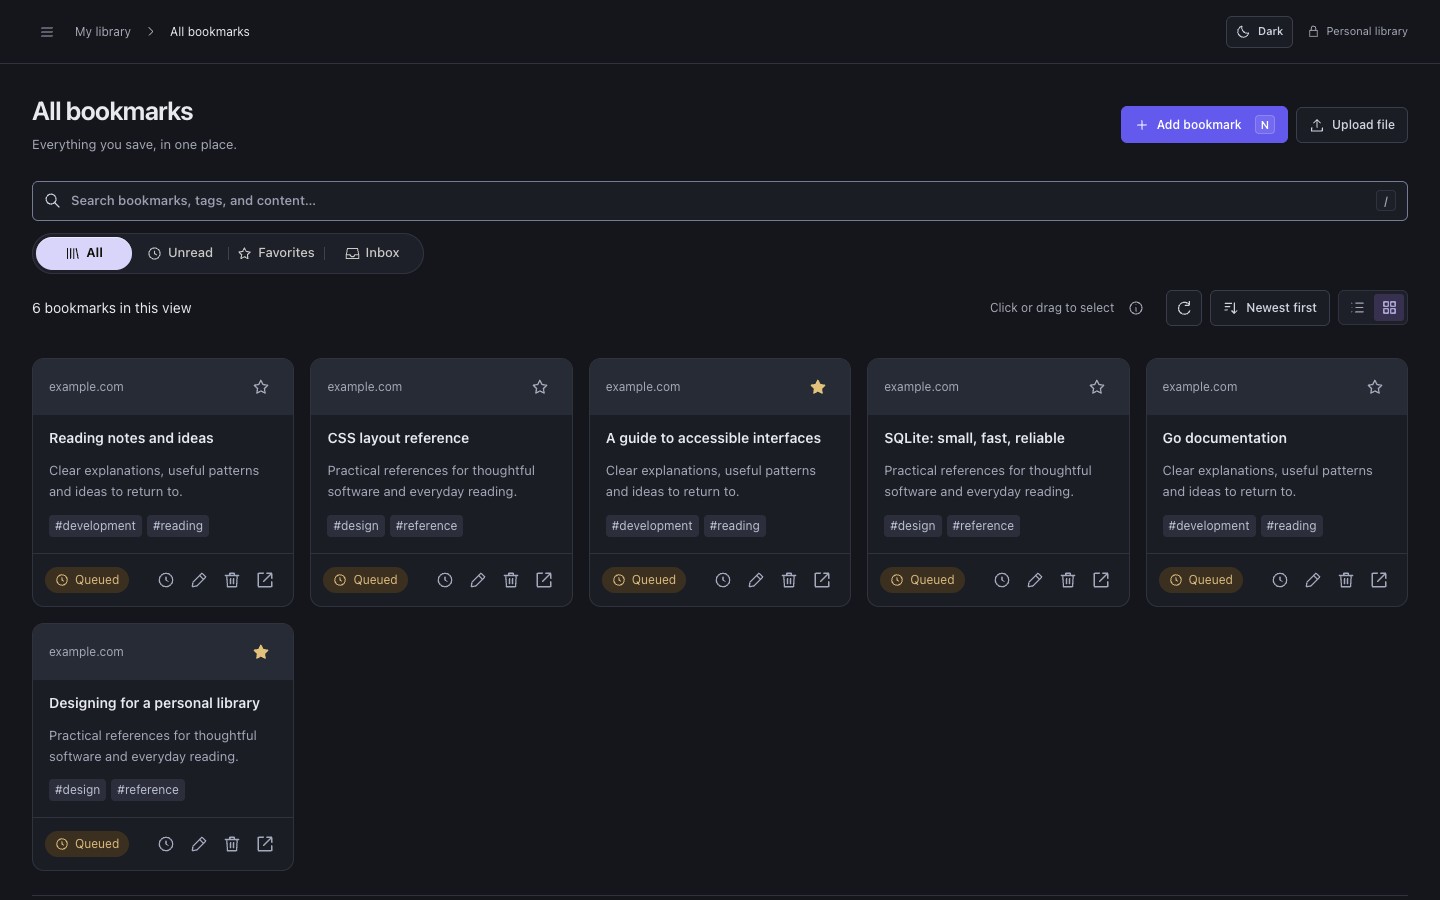 My library
All bookmarks
Dark
Personal library
All bookmarks
Everything you save, in one place.
Add bookmark N
Upload file
Search bookmarks, tags, and content...
/
All
Unread
Favorites
Inbox
6 bookmarks in this view
Click or drag to select
Newest first
example.com
Reading notes and ideas
Clear explanations, useful patterns
and ideas to return to.
#development #reading
Queued
example.com
CSS layout reference
Practical references for thoughtful
software and everyday reading.
#design #reference
Queued
example.com
A guide to accessible interfaces
Clear explanations, useful patterns
and ideas to return to.
#development #reading
Queued
example.com
SQLite: small, fast, reliable
Practical references for thoughtful
software and everyday reading.
#design #reference
Queued
example.com
Go documentation
Clear explanations, useful patterns
and ideas to return to.
#development #reading
Queued
example.com
Designing for a personal library
Practical references for thoughtful
software and everyday reading.
#design #reference
Queued